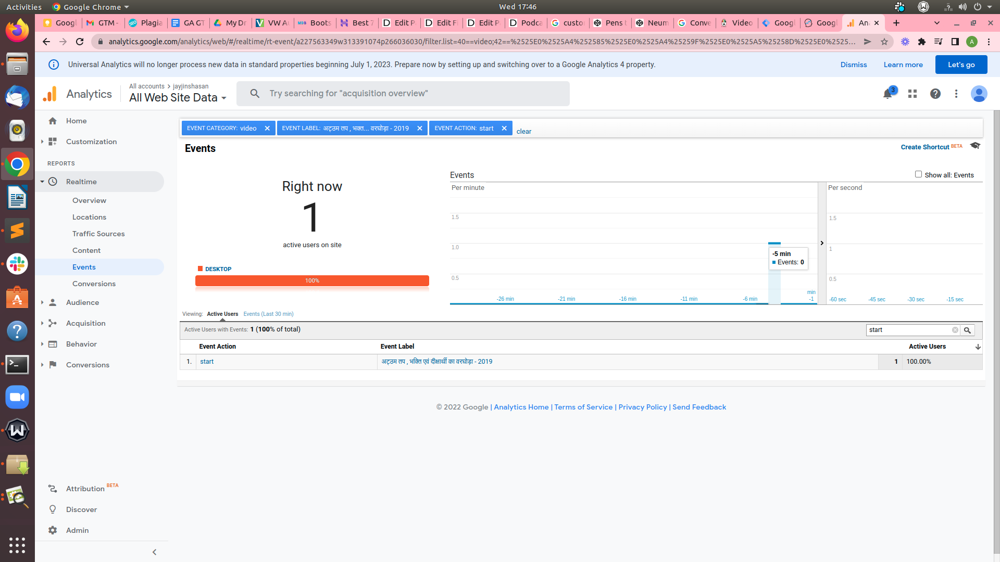 Activities Google Chrome Wed 17:46
Googl GTM - Plagia GA GT My Dr VW Au Boots Best 7 Edit P Edit Fi Edit P Podca custo Pens t Neum Conve Video Googl Googl An
analytics.google.com/analytics/web/#/realtime/rt-event/a227563349w313391074p266036030/filter.list=40==video;42==%2525E0%2525A4%252585%2525E0%2525A4%25259F%2525E0%2525A5%25258D%2525E0%2525... A
Universal Analytics will no longer process new data in standard properties beginning July 1, 2023. Prepare now by setting up and switching over to a Google Analytics 4 property. Dismiss Learn more Let's go
Analytics
All accounts > jayjinshasan
All Web Site Data
Try searching for "acquisition overview"
3
Home
Customization
REPORTS
Realtime
Overview
Locations
Traffic Sources
Content
Events
Conversions
Audience
Acquisition
Behavior
Conversions
Attribution BETA
Discover
Admin
EVENT CATEGORY: video EVENT LABEL: अट्ठम तप , भक्त... वरघोड़ा - 2019 EVENT ACTION: start clear
Events
Create Shortcut BETA
Right now
1
active users on site
DESKTOP
100%
Events
Show all: Events
Per minute
1.5
1.0
0.5
-5 min
Events: 0
-26 min -21 min -16 min -11 min -6 min min -1
Per second
1.5
1
0.5
-60 sec -45 sec -30 sec -15 sec
Viewing: Active Users Events (Last 30 min)
Active Users with Events: 1 (100% of total)
start
Event Action Event Label Active Users
1. start अट्ठम तप , भक्ति एवं दीक्षार्थी का वरघोड़ा - 2019 1 100.00%
© 2022 Google | Analytics Home | Terms of Service | Privacy Policy | Send Feedback